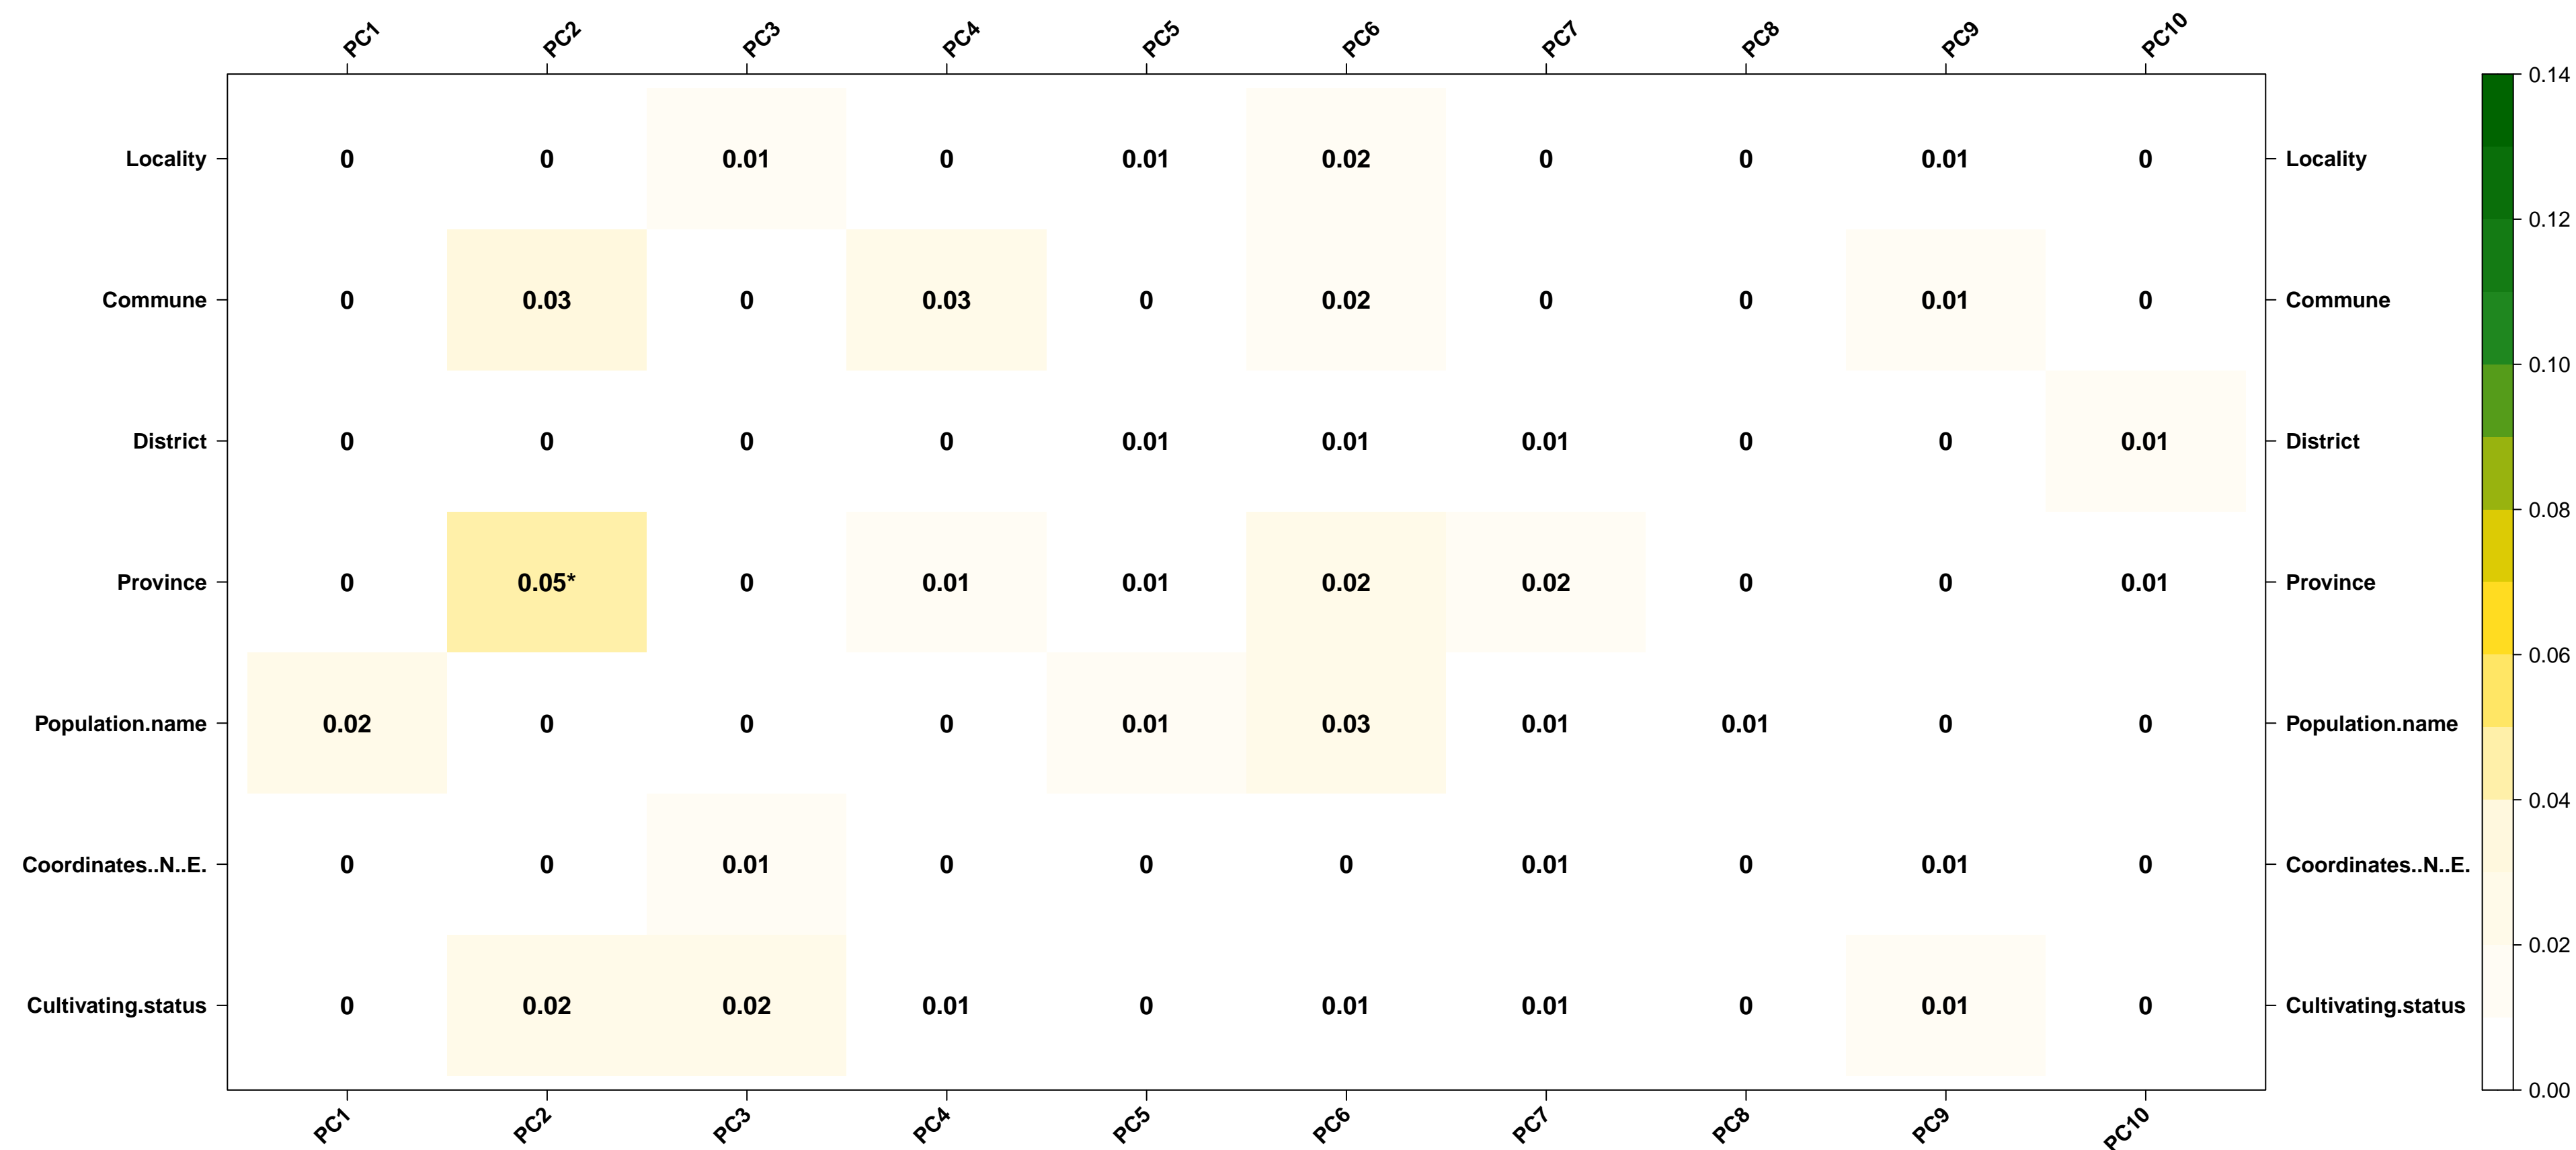 PC1 PC2 PC3 PC4 PC5 PC6 PC7 PC8 PC9 PC10
Locality 0 0 0.01 0 0.01 0.02 0 0 0.01 0 Locality
Commune 0 0.03 0 0.03 0 0.02 0 0 0.01 0 Commune
District 0 0 0 0 0.01 0.01 0.01 0 0 0.01 District
Province 0 0.05* 0 0.01 0.01 0.02 0.02 0 0 0.01 Province
Population.name 0.02 0 0 0 0.01 0.03 0.01 0.01 0 0 Population.name
Coordinates..N..E. 0 0 0.01 0 0 0 0.01 0 0.01 0 Coordinates..N..E.
Cultivating.status 0 0.02 0.02 0.01 0 0.01 0.01 0 0.01 0 Cultivating.status
PC1 PC2 PC3 PC4 PC5 PC6 PC7 PC8 PC9 PC10
0.14
0.12
0.10
0.08
0.06
0.04
0.02
0.00